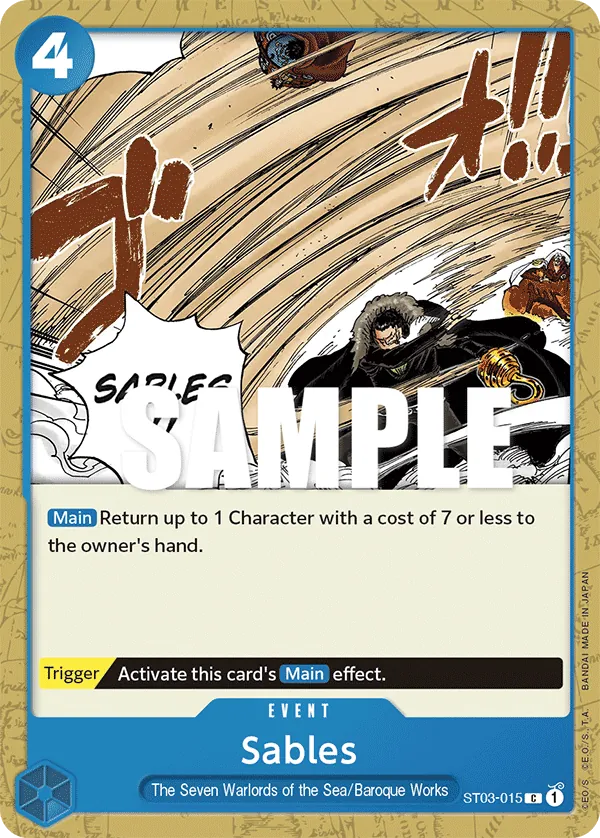 4
ブ
オ!!
SABLES
SAMPLE
Main Return up to 1 Character with a cost of 7 or less to
the owner's hand.
Trigger Activate this card's Main effect.
EVENT
Sables
The Seven Warlords of the Sea/Baroque Works
ST03-015 C 1
©E.O./S. ©E.O./S.,T.A. BANDAI MADE IN JAPAN